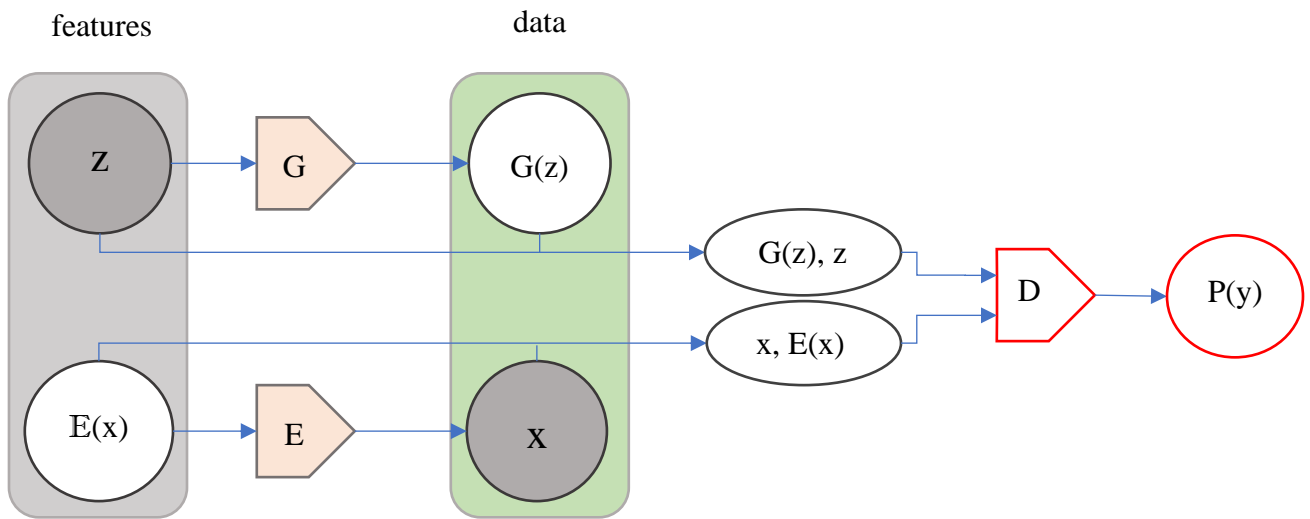 features
data
z
G
G(z)
G(z), z
D
P(y)
x, E(x)
E(x)
E
x